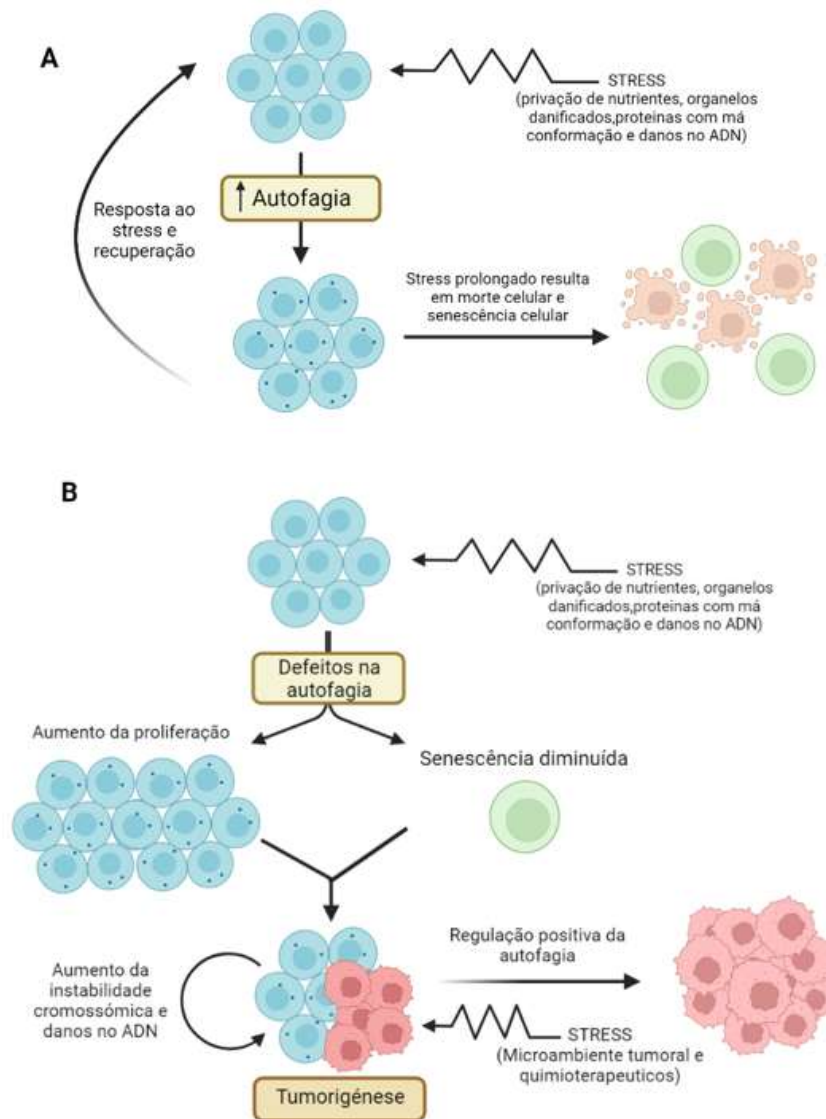 A
STRESS
(privação de nutrientes, organelos
danificados,proteinas com má
conformação e danos no ADN)
↑ Autofagia
Resposta ao
stress e
recuperação
Stress prolongado resulta
em morte celular e
senescência celular
B
STRESS
(privação de nutrientes, organelos
danificados,proteinas com má
conformação e danos no ADN)
Defeitos na
autofagia
Aumento da proliferação
Senescência diminuída
Regulação positiva da
autofagia
Aumento da
instabilidade
cromossómica e
danos no ADN
STRESS
(Microambiente tumoral e
quimioterapeuticos)
Tumorigénese